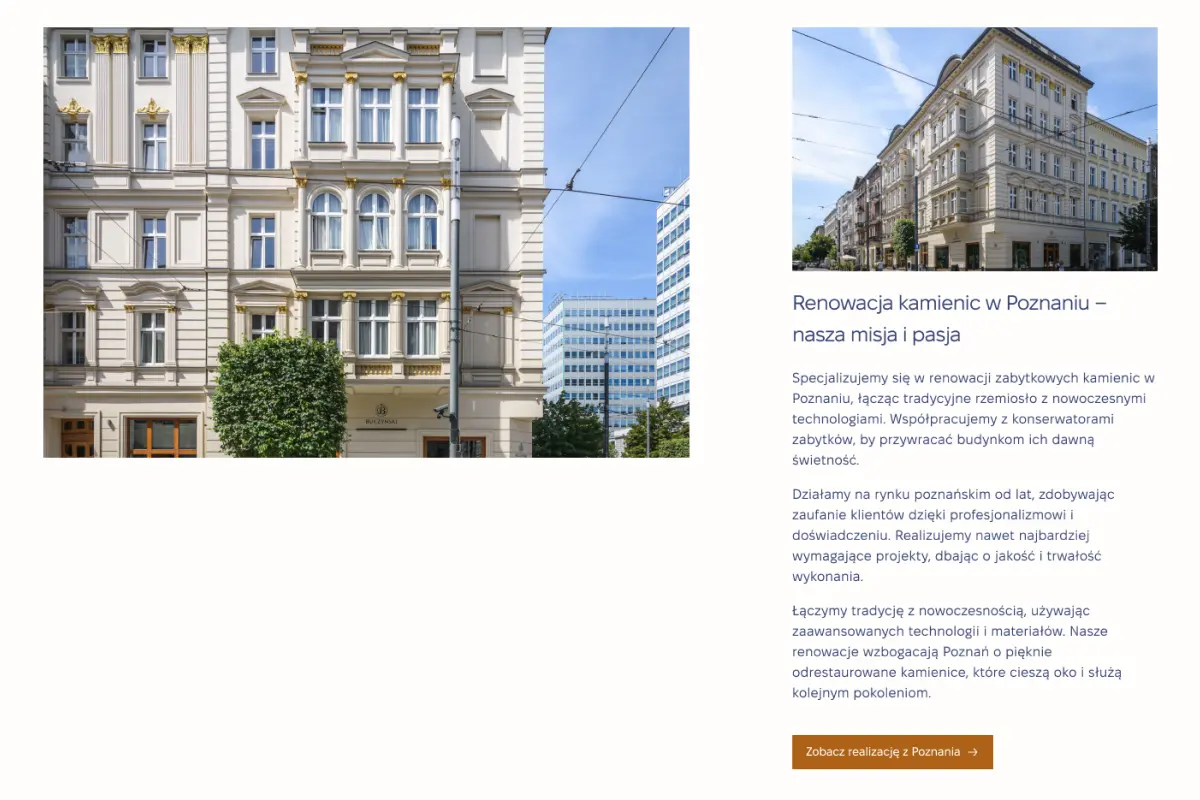 BUCZYŃSKI
Renowacja kamienic w Poznaniu –
nasza misja i pasja
Specjalizujemy się w renowacji zabytkowych kamienic w
Poznaniu, łącząc tradycyjne rzemiosło z nowoczesnymi
technologiami. Współpracujemy z konserwatorami
zabytków, by przywracać budynkom ich dawną
świetność.
Działamy na rynku poznańskim od lat, zdobywając
zaufanie klientów dzięki profesjonalizmowi i
doświadczeniu. Realizujemy nawet najbardziej
wymagające projekty, dbając o jakość i trwałość
wykonania.
Łączymy tradycję z nowoczesnością, używając
zaawansowanych technologii i materiałów. Nasze
renowacje wzbogacają Poznań o pięknie
odrestaurowane kamienice, które cieszą oko i służą
kolejnym pokoleniom.
Zobacz realizację z Poznania →